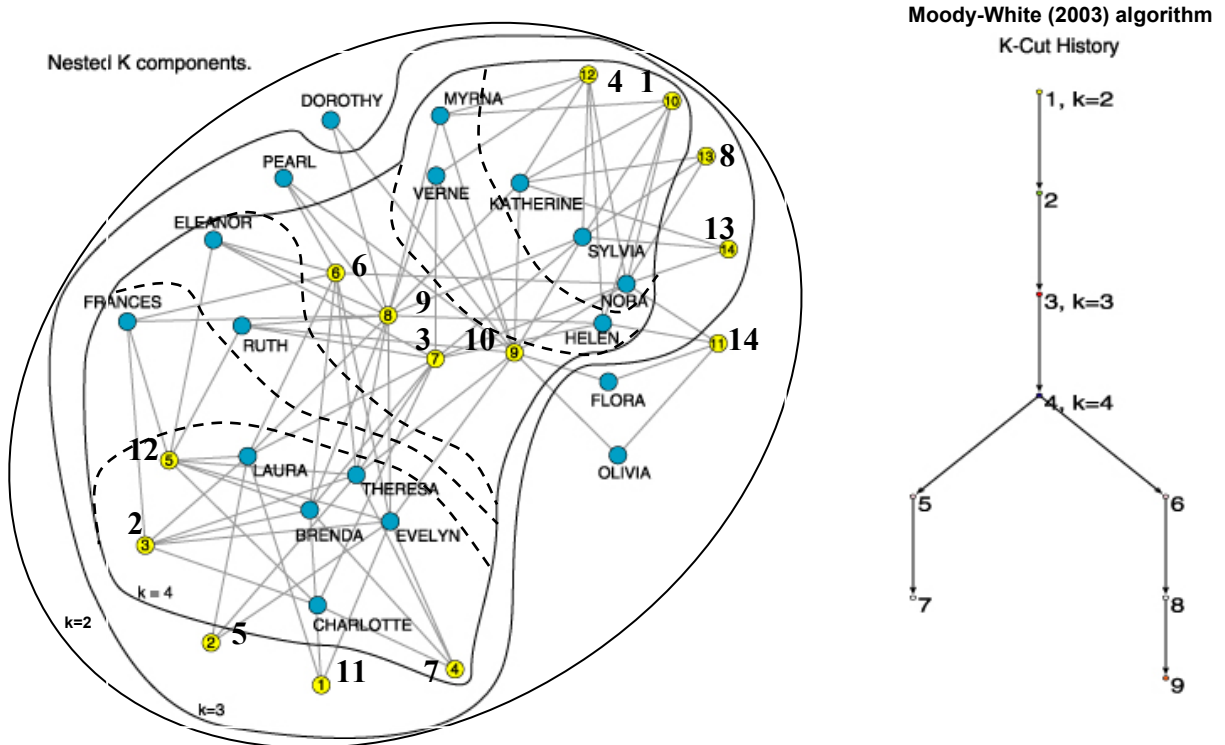 Moody-White (2003) algorithm
K-Cut History
Nested K components.
DOROTHY
MYRNA
12
4
1
10
13
8
PEARL
VERNE
KATHERINE
ELEANOR
SYLVIA
13
14
6
6
NORA
FRANCES
8
9
HELEN
RUTH
3
7
10
9
11
14
FLORA
OLIVIA
12
5
LAURA
THERESA
2
3
BRENDA
EVELYN
k = 4
CHARLOTTE
k=2
2
5
1
11
7
4
k=3
1, k=2
2
3, k=3
4, k=4
5
6
7
8
9